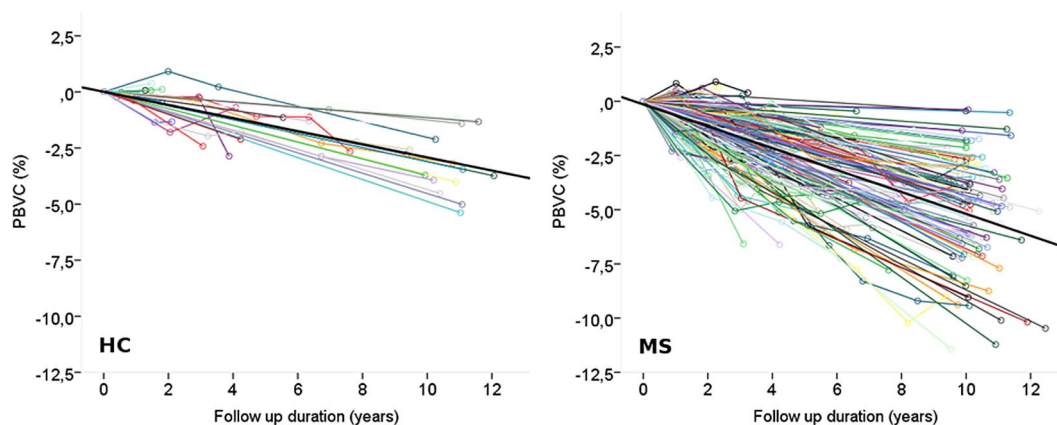 2,5
,0
-2,5
-5,0
-7,5
-10,0
-12,5
PBVC (%)
HC
0 2 4 6 8 10 12
Follow up duration (years)
2,5
,0
-2,5
-5,0
-7,5
-10,0
-12,5
PBVC (%)
MS
0 2 4 6 8 10 12
Follow up duration (years)